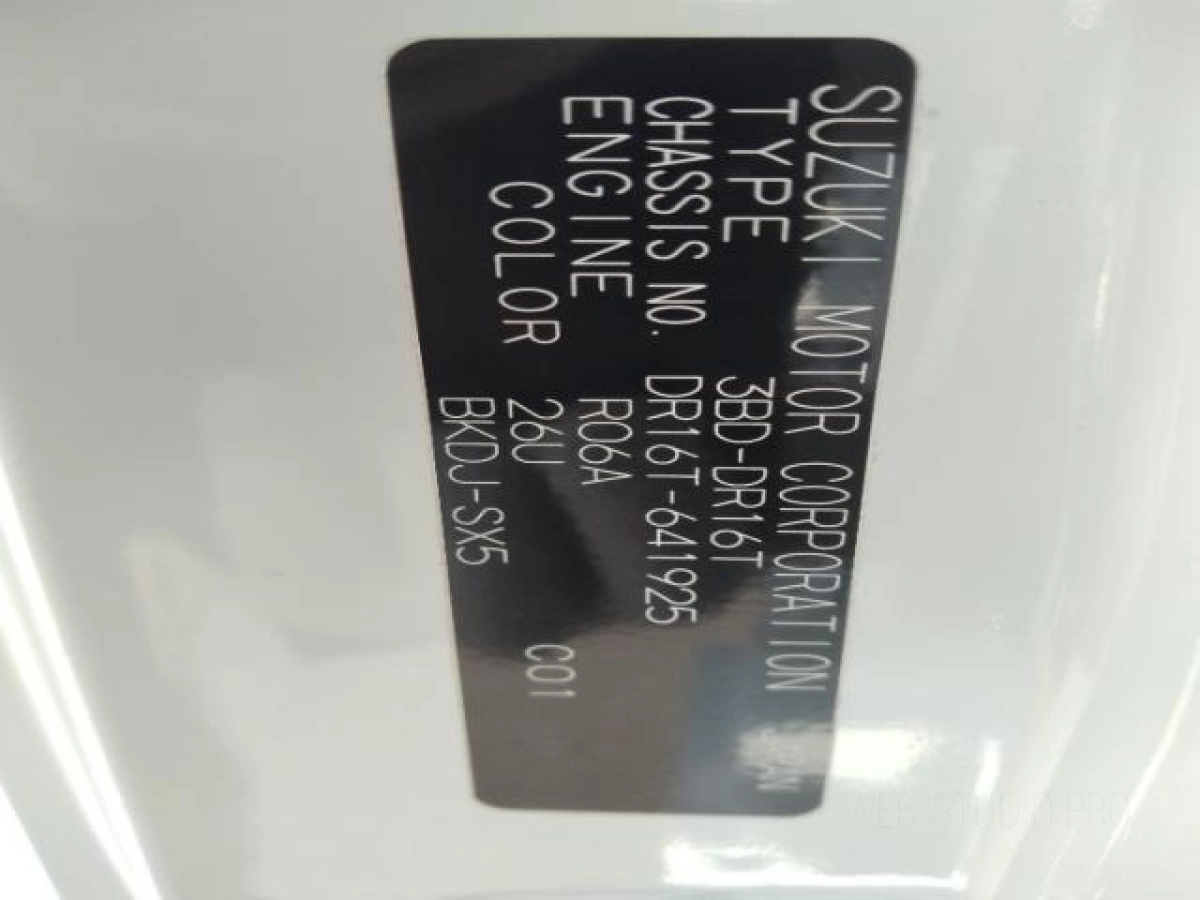 SUZUKI MOTOR CORPORATION JAPAN
TYPE 3BD-DR16T
CHASSIS NO. DR16T-641925
ENGINE R06A
COLOR 26U C01
BKDJ-SX5
WEB-STUDIO.PRO